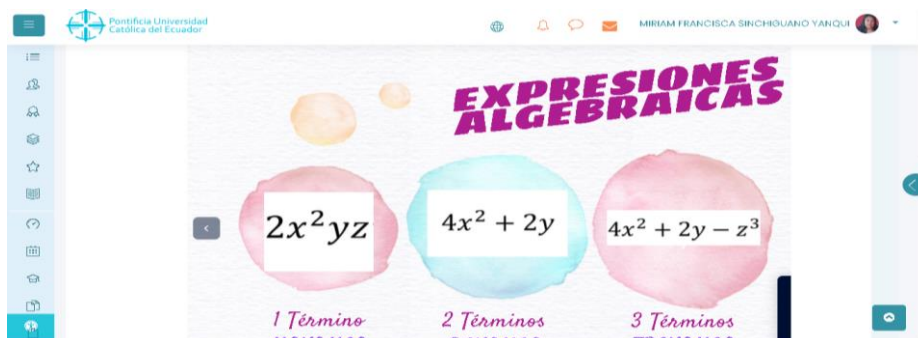 Pontificia Universidad
Católica del Ecuador
MIRIAM FRANCISCA SINCHIGUANO YANQUI
EXPRESIONES
ALGEBRAICAS
2x²yz
4x² + 2y
4x² + 2y − z³
1 Término
2 Términos
3 Términos